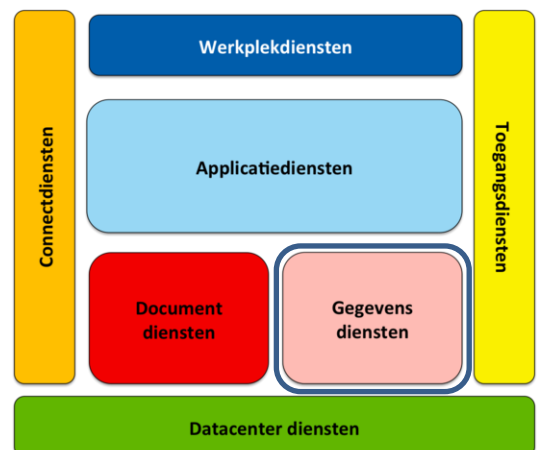 Werkplekdiensten
Connectdiensten
Applicatiediensten
Toegangsdiensten
Document
diensten
Gegevens
diensten
Datacenter diensten